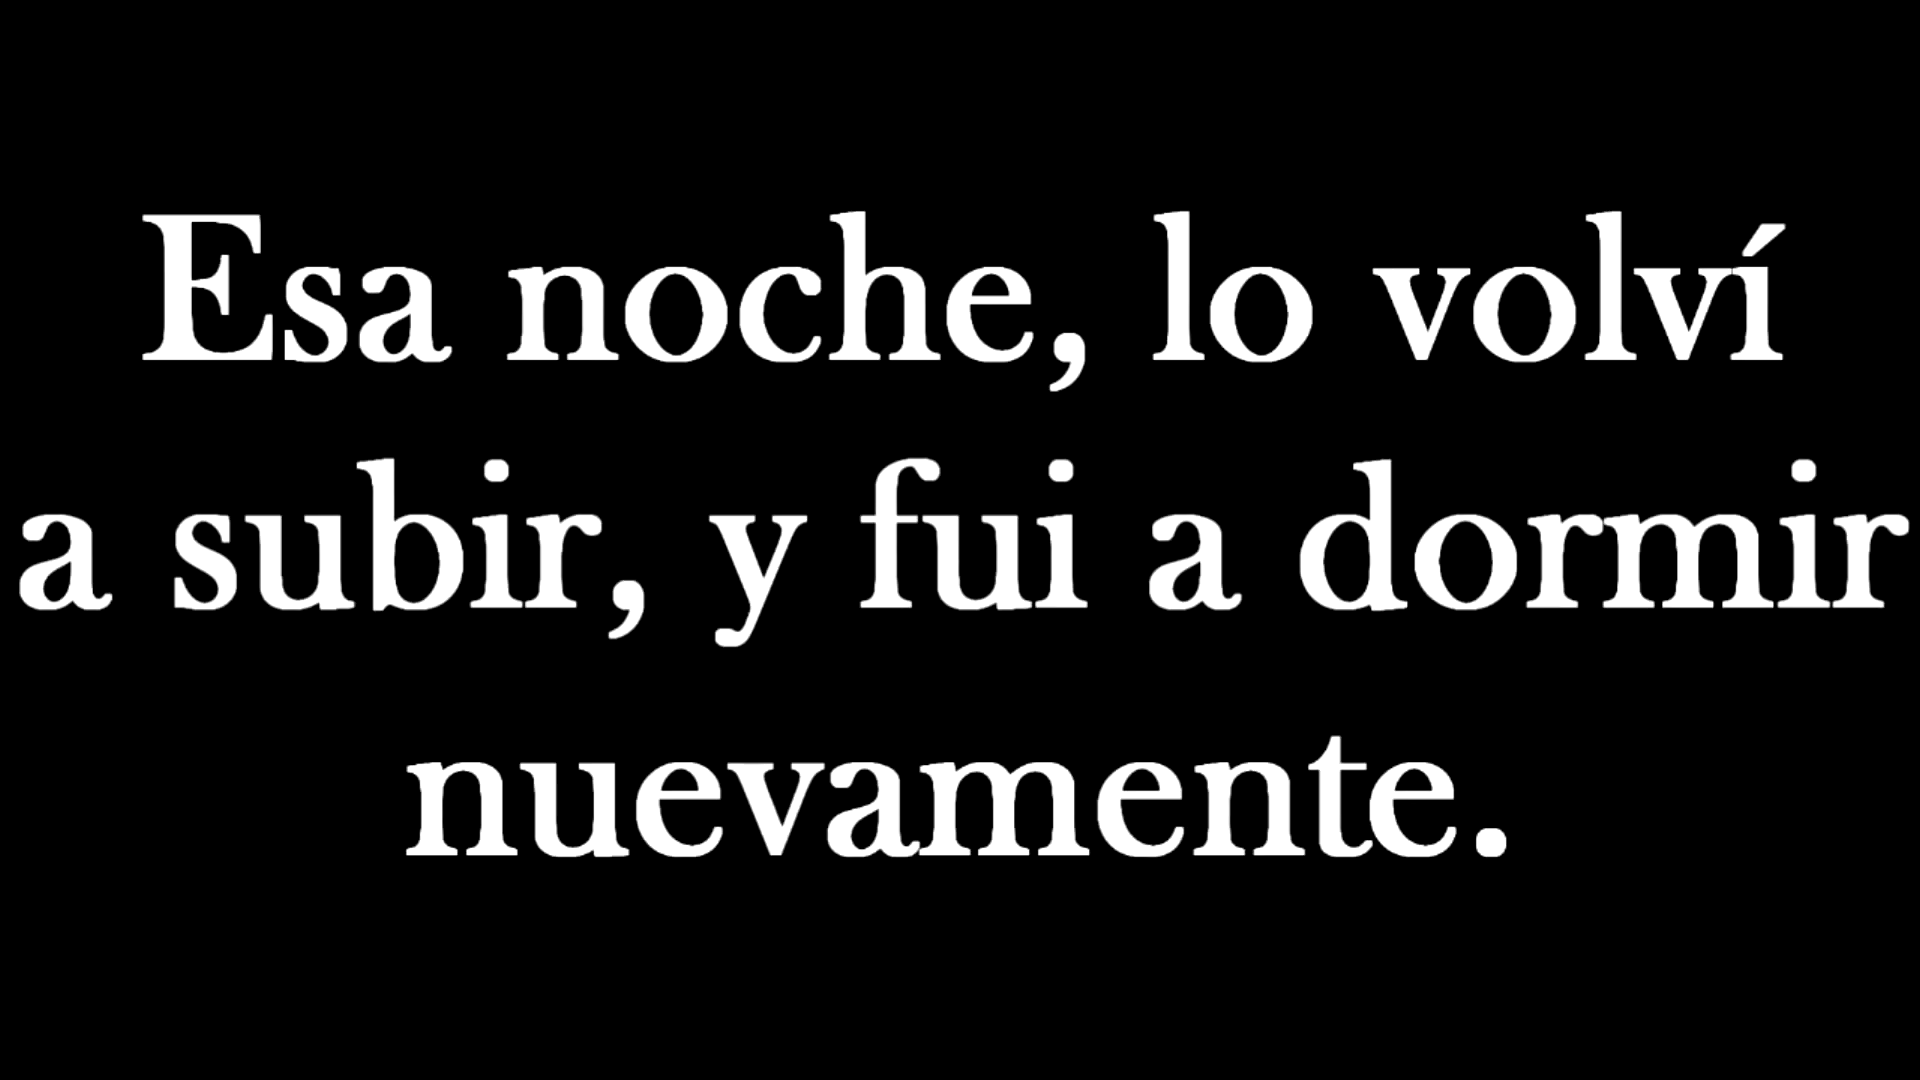 Esa noche, lo volví
a subir, y fui a dormir
nuevamente.